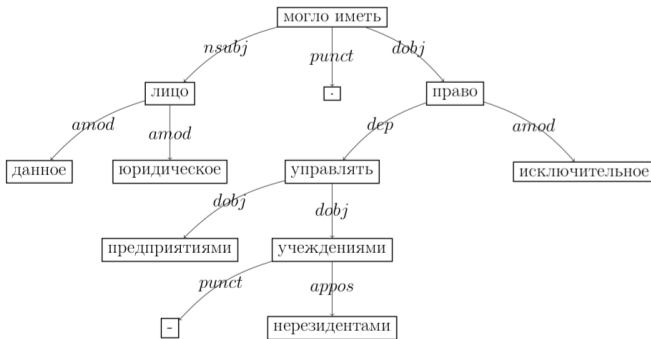 могло иметь
nsubj
punct
dobj
лицо
.
право
amod
amod
dep
amod
данное
юридическое
управлять
исключительное
dobj
dobj
предприятиями
учеждениями
punct
appos
-
нерезидентами